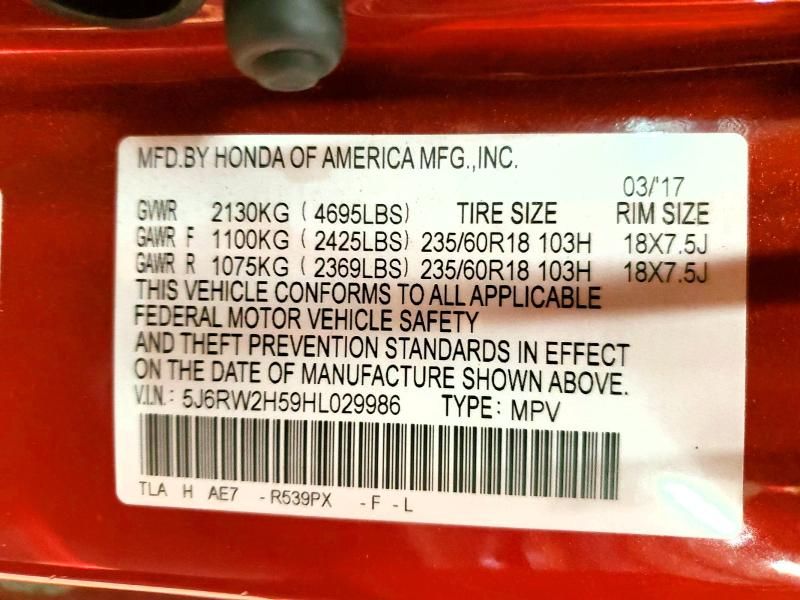 MFD.BY HONDA OF AMERICA MFG.,INC.
03/'17
GVWR 2130KG ( 4695LBS) TIRE SIZE RIM SIZE
GAWR F 1100KG ( 2425LBS) 235/60R18 103H 18X7.5J
GAWR R 1075KG ( 2369LBS) 235/60R18 103H 18X7.5J
THIS VEHICLE CONFORMS TO ALL APPLICABLE
FEDERAL MOTOR VEHICLE SAFETY
AND THEFT PREVENTION STANDARDS IN EFFECT
ON THE DATE OF MANUFACTURE SHOWN ABOVE.
V.I.N.: 5J6RW2H59HL029986 TYPE: MPV
TLA H AE7 -R539PX -F -L